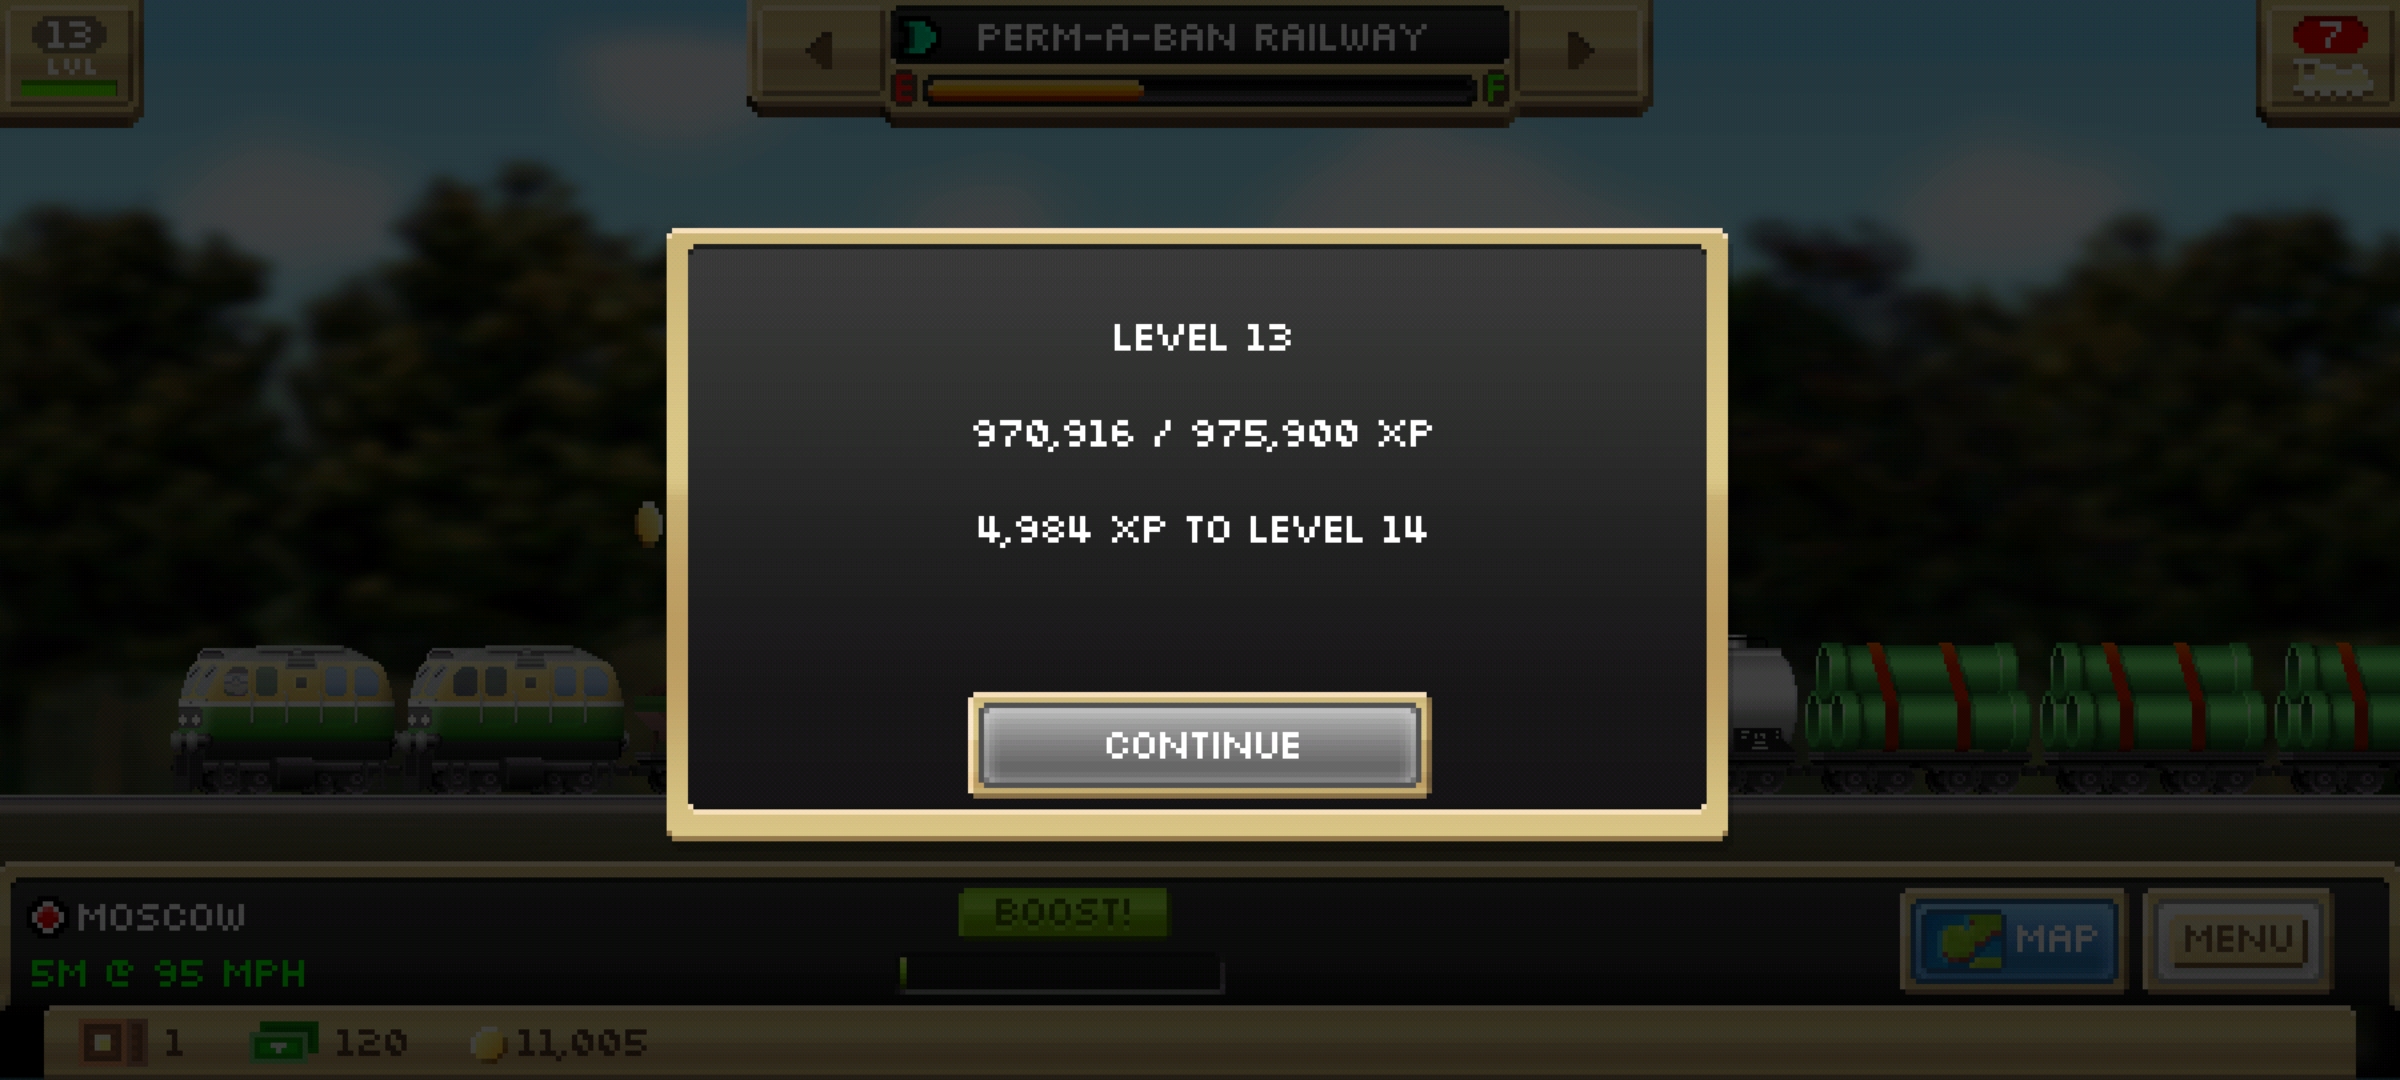 13
LVL
PERM-A-BAN RAILWAY
E F
7
LEVEL 13
970,916 / 975,900 XP
4,984 XP TO LEVEL 14
CONTINUE
MOSCOW
5M @ 95 MPH
BOOST!
MAP
MENU
1 120 11,005